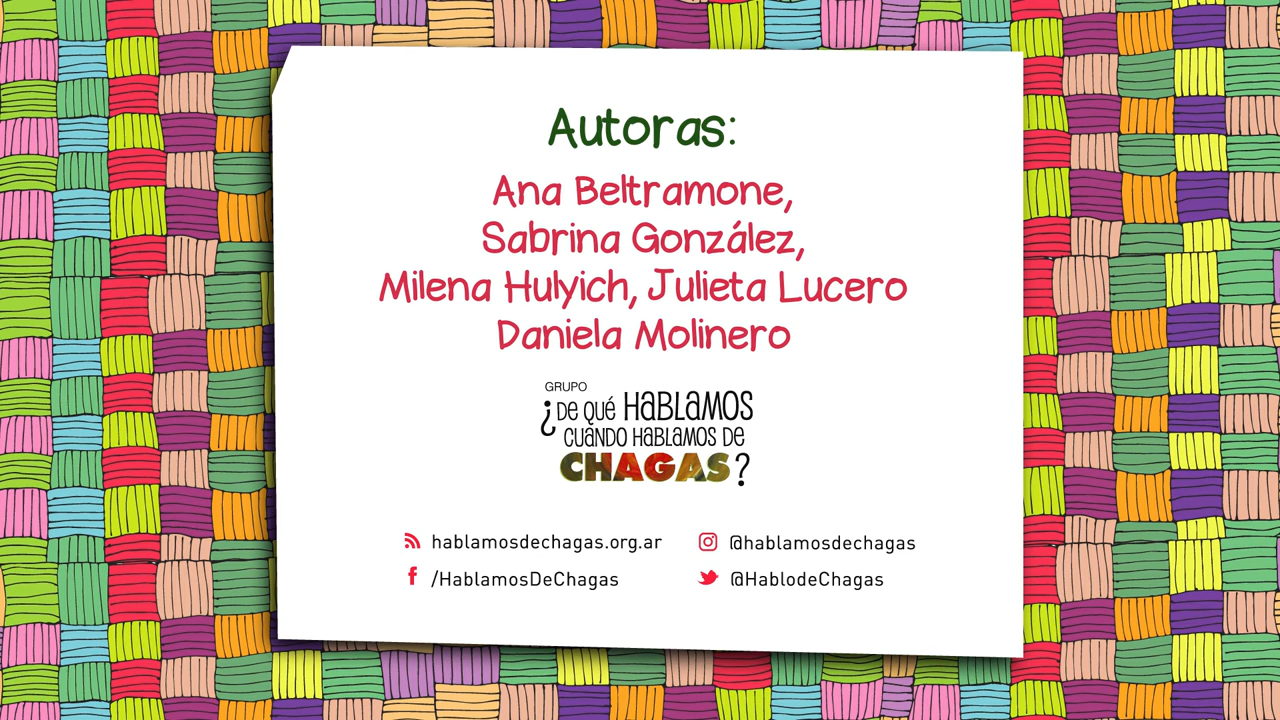 Autoras:
Ana Beltramone,
Sabrina González,
Milena Hulyich, Julieta Lucero
Daniela Molinero
GRUPO
¿DE QUÉ HABLAMOS
CUANDO HABLAMOS DE
CHAGAS?
hablamosdechagas.org.ar
@hablamosdechagas
/HablamosDeChagas
@HablodeChagas